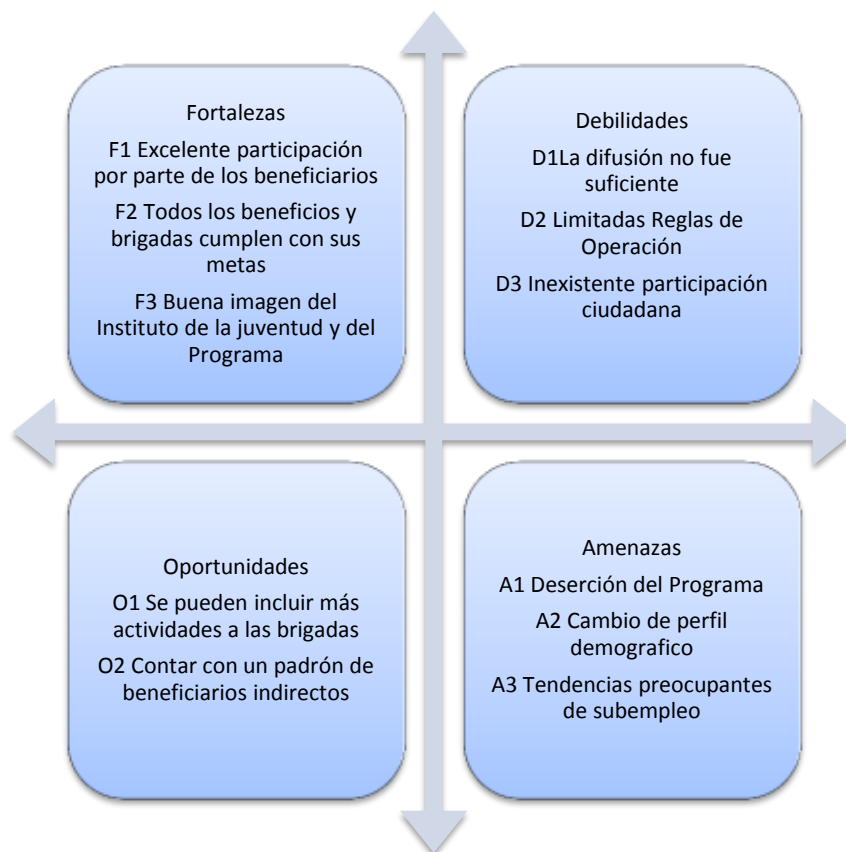 Fortalezas
F1 Excelente participación
por parte de los beneficiarios
F2 Todos los beneficios y
brigadas cumplen con sus
metas
F3 Buena imagen del
Instituto de la juventud y del
Programa
Debilidades
D1La difusión no fue
suficiente
D2 Limitadas Reglas de
Operación
D3 Inexistente participación
ciudadana
Oportunidades
O1 Se pueden incluir más
actividades a las brigadas
O2 Contar con un padrón de
beneficiarios indirectos
Amenazas
A1 Deserción del Programa
A2 Cambio de perfil
demografico
A3 Tendencias preocupantes
de subempleo